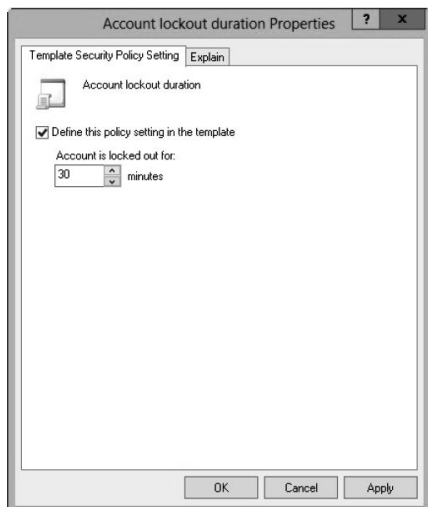 Account lockout duration Properties
? x
Template Security Policy Setting Explain
Account lockout duration
Define this policy setting in the template
Account is locked out for:
30 minutes
OK Cancel Apply